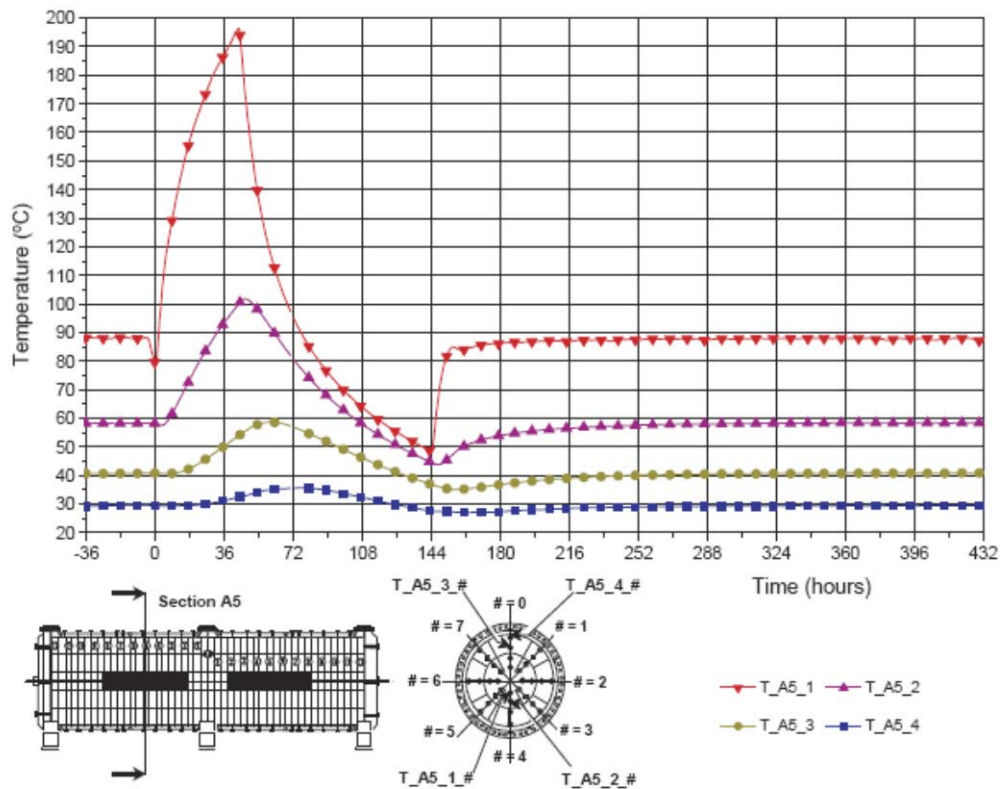 200
190
180
170
160
150
140
130
120
110
100
90
80
70
60
50
40
30
20
Temperature (ºC)
-36 0 36 72 108 144 180 216 252 288 324 360 396 432
Time (hours)
Section A5
T_A5_3_# T_A5_4_#
# = 0
# = 7 # = 1
# = 6 # = 2
# = 5 # = 3
# = 4
T_A5_1_# T_A5_2_#
T_A5_1 T_A5_2
T_A5_3 T_A5_4